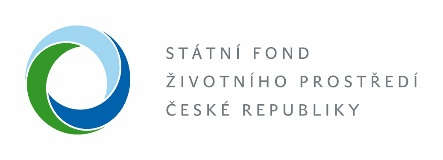 STÁTNÍ FOND
ŽIVOTNÍHO PROSTŘEDÍ
ČESKÉ REPUBLIKY